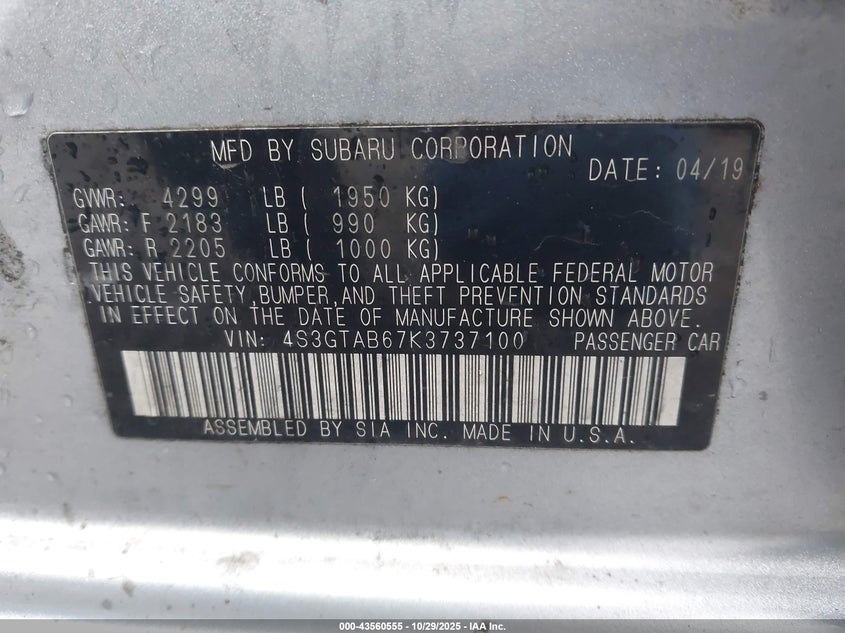 MFD BY SUBARU CORPORATION
DATE: 04/19
GVWR: 4299 LB ( 1950 KG)
GAWR: F 2183 LB ( 990 KG)
GAWR: R 2205 LB ( 1000 KG)
THIS VEHICLE CONFORMS TO ALL APPLICABLE FEDERAL MOTOR
VEHICLE SAFETY,BUMPER,AND THEFT PREVENTION STANDARDS
IN EFFECT ON THE DATE OF MANUFACTURE SHOWN ABOVE.
VIN: 4S3GTAB67K3737100 PASSENGER CAR
ASSEMBLED BY SIA INC. MADE IN U.S.A.
000-43560555 - 10/29/2025 - IAA Inc.